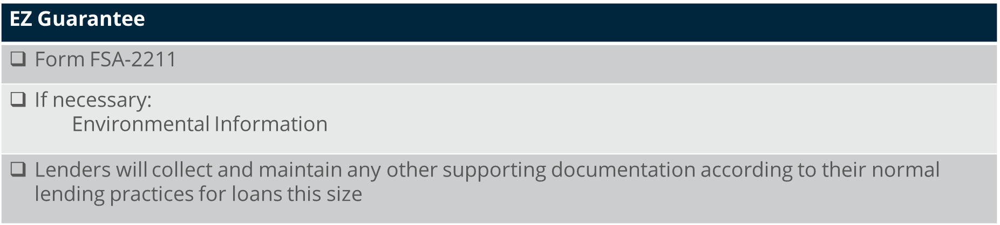 EZ Guarantee
❑ Form FSA-2211
❑ If necessary:
Environmental Information
❑ Lenders will collect and maintain any other supporting documentation according to their normal
lending practices for loans this size